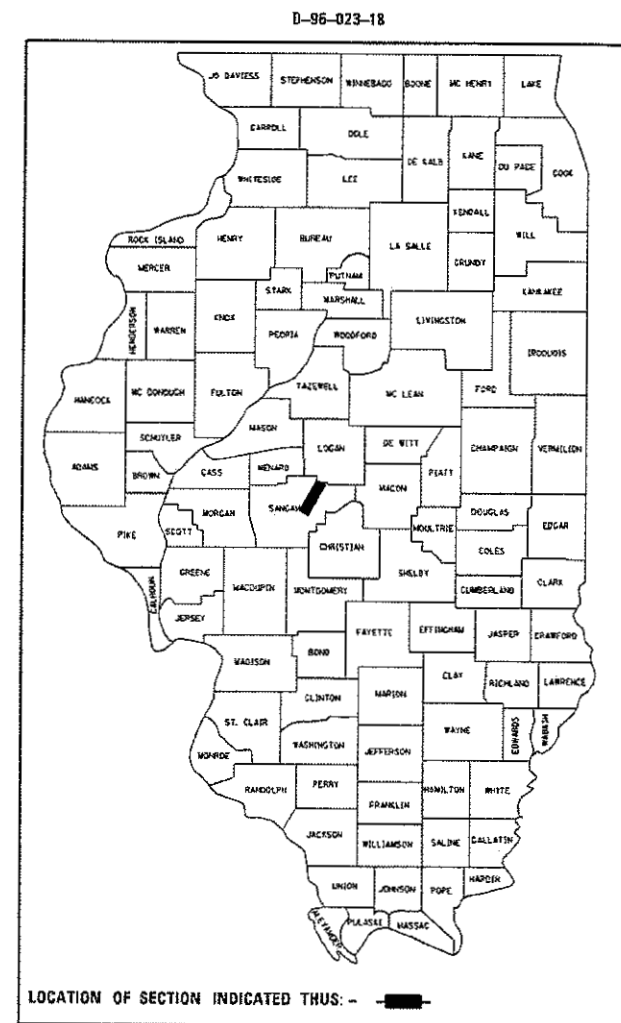 D-96-023-18
JO DAVIESS STEPHENSON WINNEBAGO BOONE MC HENRY LAKE
CARROLL OGLE
DE KALB KANE DU PAGE COOK
WHITESIDE LEE
KENDALL
ROCK ISLAND HENRY BUREAU LA SALLE WILL
MERCER PUTNAM GRUNDY
STARK MARSHALL KANKAKEE
HENDERSON WARREN KNOX PEORIA WOODFORD LIVINGSTON
IROQUOIS
HANCOCK MC DONOUGH FULTON TAZEWELL MC LEAN FORD
MASON
SCHUYLER LOGAN DE WITT CHAMPAIGN VERMILION
ADAMS BROWN CASS MENARD PIATT
MACON
MORGAN SANGAM DOUGLAS
PIKE SCOTT MOULTRIE EDGAR
CHRISTIAN COLES
GREENE SHELBY
CALHOUN MACOUPIN MONTGOMERY CUMBERLAND CLARK
JERSEY
FAYETTE EFFINGHAM JASPER CRAWFORD
MADISON BOND
CLAY RICHLAND LAWRENCE
CLINTON MARION
ST. CLAIR WAYNE EDWARDS WABASH
MONROE WASHINGTON JEFFERSON
RANDOLPH PERRY HAMILTON WHITE
FRANKLIN
JACKSON WILLIAMSON SALINE GALLATIN
UNION JOHNSON POPE HARDIN
ALEXANDER PULASKI MASSAC
LOCATION OF SECTION INDICATED THUS: -